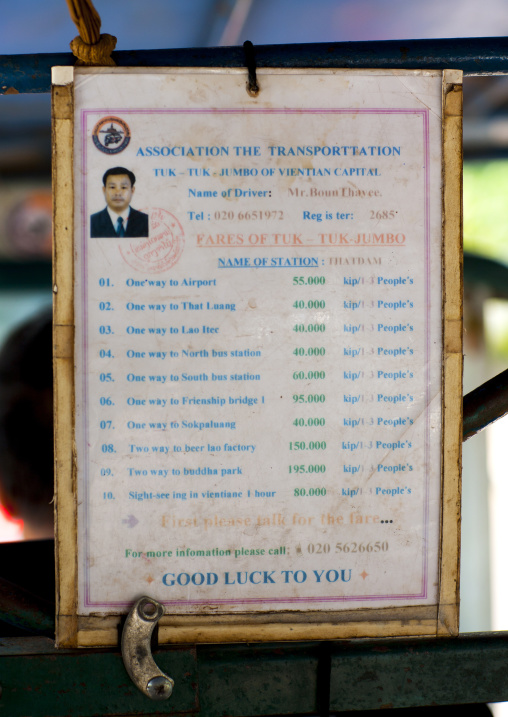 ASSOCIATION THE TRANSPORTTATION
TUK - TUK - JUMBO OF VIENTIAN CAPITAL
Name of Driver: Mr.Boun Thavee.
Tel : 020 6651972 Reg is ter: 2685
FARES OF TUK – TUK-JUMBO
NAME OF STATION : THATDAM
01. One way to Airport 55.000 kip/1-3 People's
02. One way to That Luang 40.000 kip/1-3 People's
03. One way to Lao Itec 40.000 kip/1-3 People's
04. One way to North bus station 40.000 kip/1-3 People's
05. One way to South bus station 60.000 kip/1-3 People's
06. One way to Frienship bridge 1 95.000 kip/1-3 People's
07. One way to Sokpaluang 40.000 kip/1-3 People's
08. Two way to beer lao factory 150.000 kip/1-3 People's
09. Two way to buddha park 195.000 kip/1-3 People's
10. Sight-see ing in vientiane 1 hour 80.000 kip/1-3 People's
First please talk for the fare...
For more infomation please call: 020 5626650
GOOD LUCK TO YOU